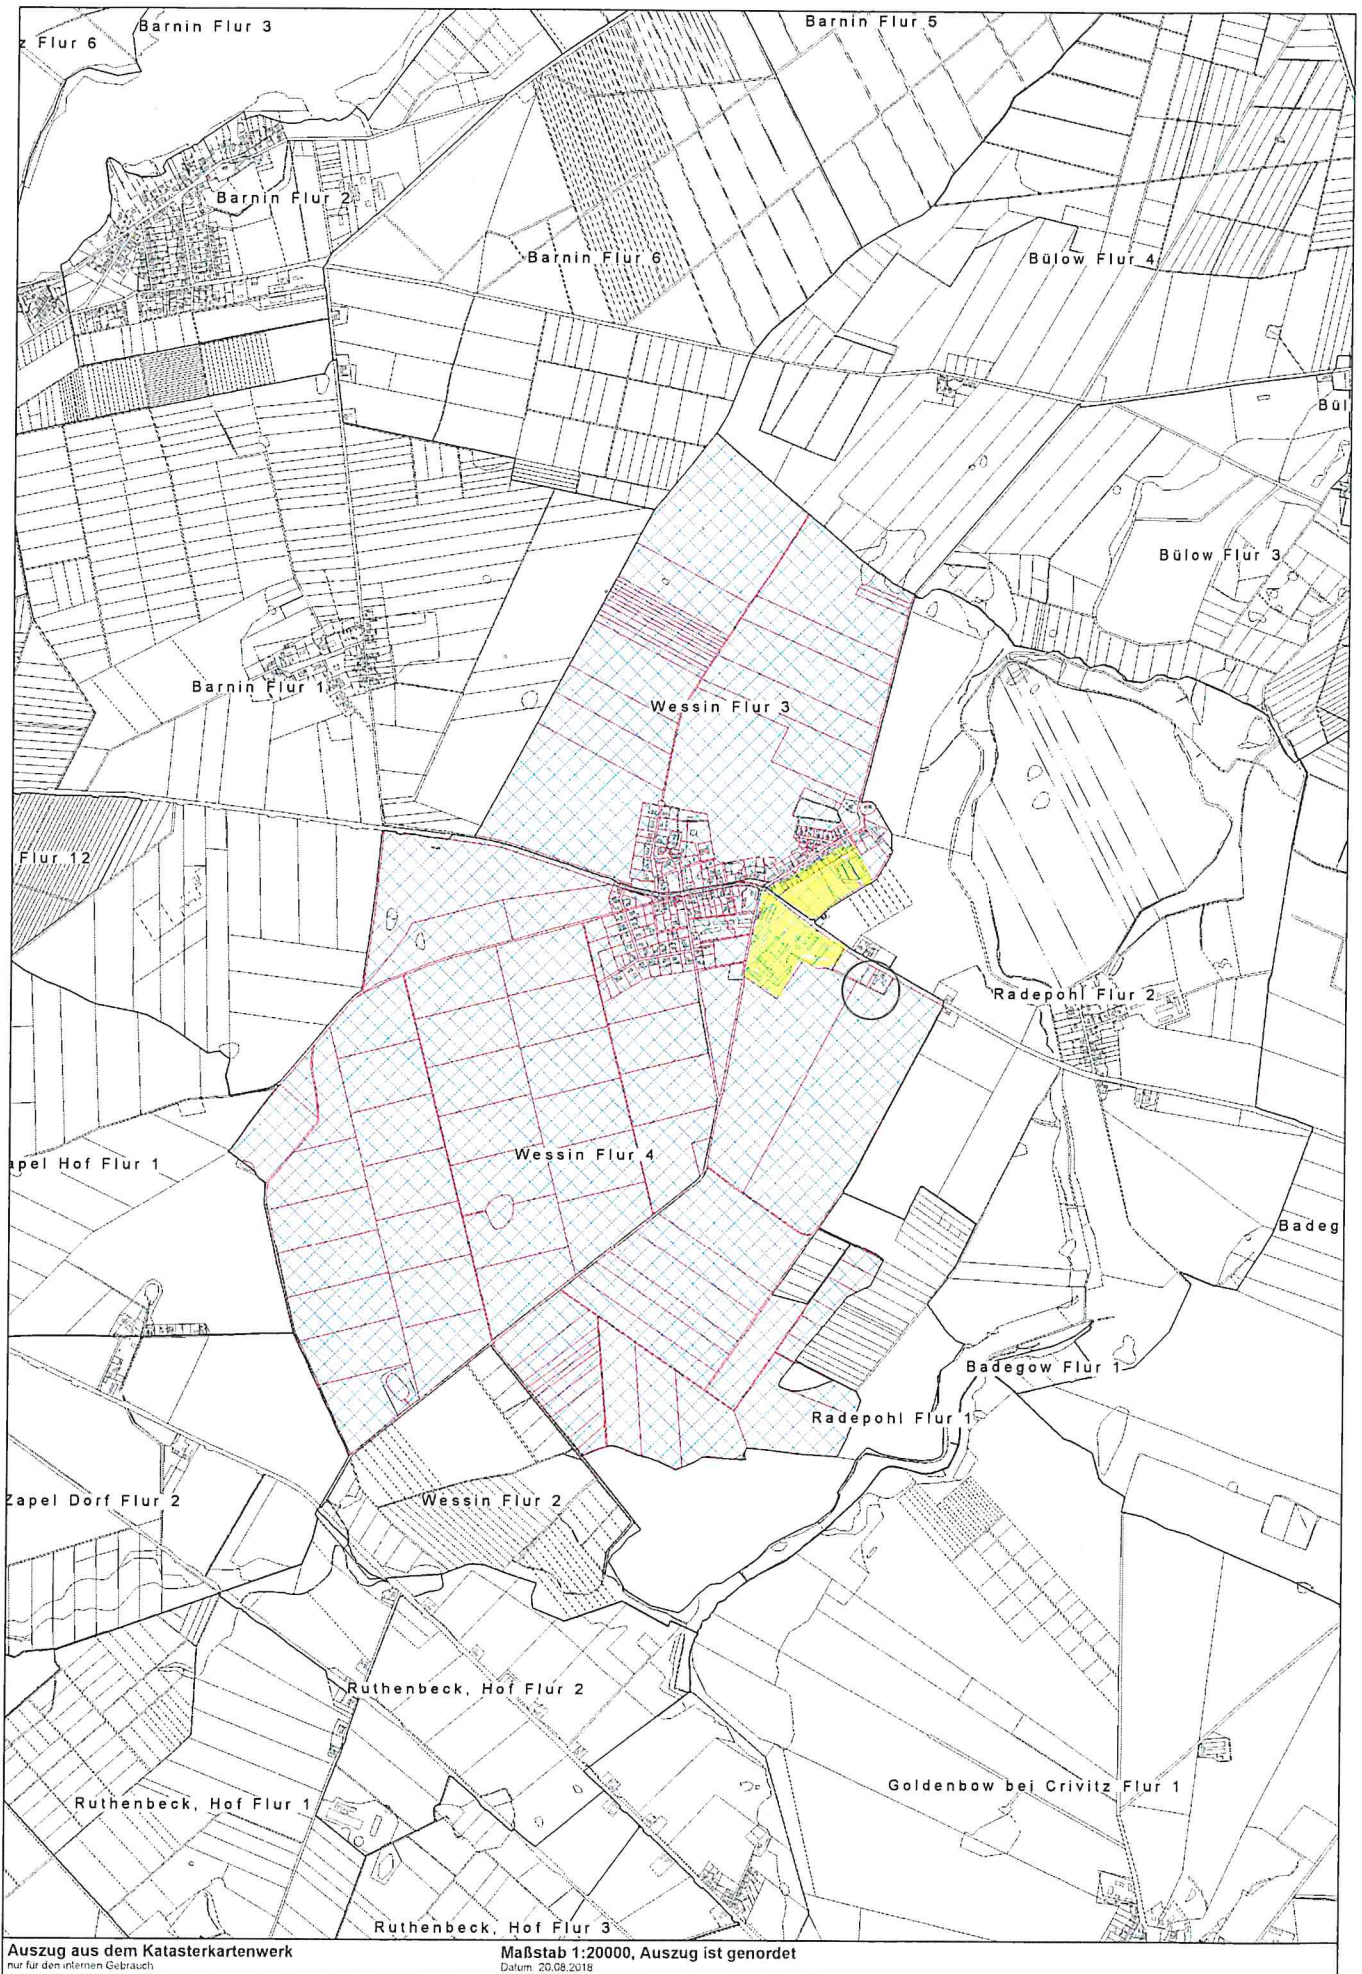 Barnin Flur 3
Barnin Flur 5
z Flur 6
Barnin Flur 2
Barnin Flur 6
Bülow Flur 4
Bül
Bülow Flur 3
Barnin Flur 1
Wessin Flur 3
Flur 12
Radepohl Flur 2
Wessin Flur 4
apel Hof Flur 1
Badeg
Badegow Flur 1
Radepohl Flur 1
Zapel Dorf Flur 2
Wessin Flur 2
Ruthenbeck, Hof Flur 2
Goldenbow bei Crivitz Flur 1
Ruthenbeck, Hof Flur 1
Ruthenbeck, Hof Flur 3
Auszug aus dem Katasterkartenwerk
nur für den internen Gebrauch
Maßstab 1:20000, Auszug ist genordet
Datum: 20.08.2018